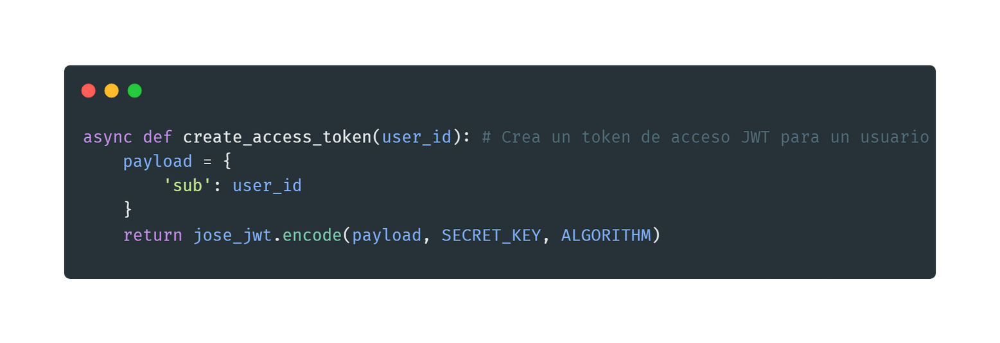 async def create_access_token(user_id): # Crea un token de acceso JWT para un usuario
    payload = {
        'sub': user_id
    }
    return jose_jwt.encode(payload, SECRET_KEY, ALGORITHM)